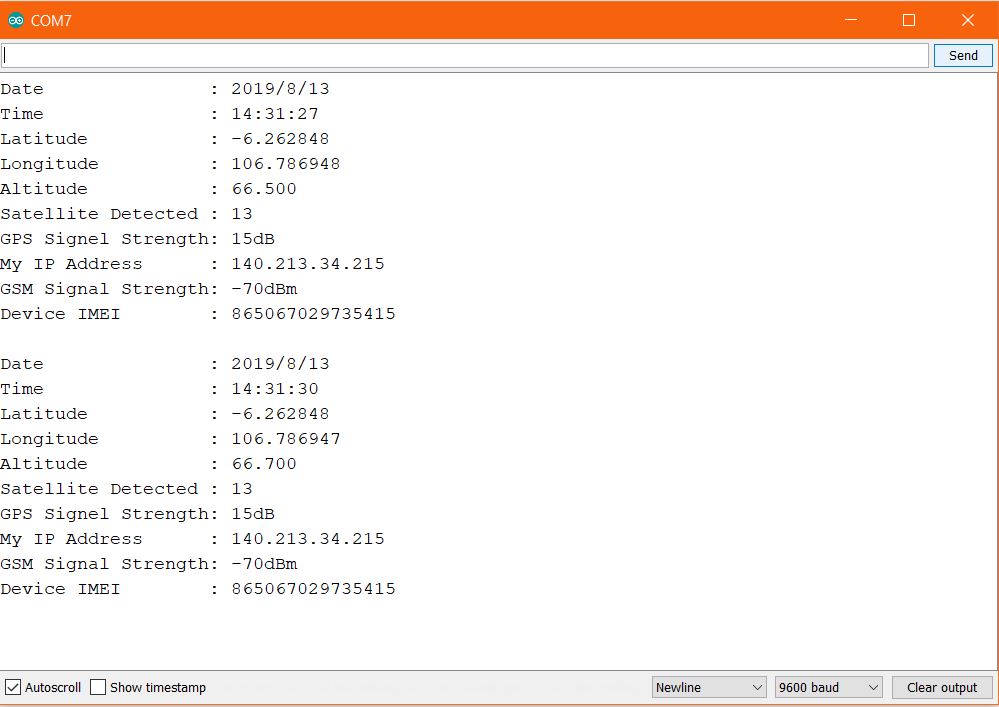 COM7
Send
Date : 2019/8/13
Time : 14:31:27
Latitude : -6.262848
Longitude : 106.786948
Altitude : 66.500
Satellite Detected : 13
GPS Signel Strength: 15dB
My IP Address : 140.213.34.215
GSM Signal Strength: -70dBm
Device IMEI : 865067029735415
Date : 2019/8/13
Time : 14:31:30
Latitude : -6.262848
Longitude : 106.786947
Altitude : 66.700
Satellite Detected : 13
GPS Signel Strength: 15dB
My IP Address : 140.213.34.215
GSM Signal Strength: -70dBm
Device IMEI : 865067029735415
Autoscroll Show timestamp Newline 9600 baud Clear output